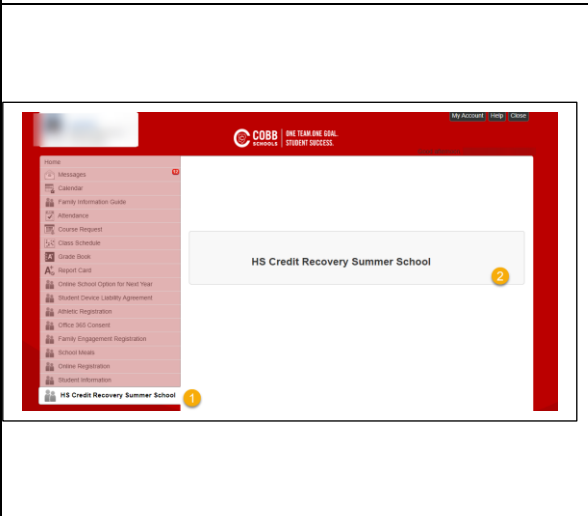 My Account Help Close
COBB SCHOOLS ONE TEAM. ONE GOAL. STUDENT SUCCESS.
Home
Messages
Calendar
Family Information Guide
Attendance
Course Request
Class Schedule
Grade Book
Report Card
Online School Option for Next Year
Student Device Liability Agreement
Athletic Registration
Office 365 Consent
Family Engagement Registration
School Meals
Online Registration
Student Information
HS Credit Recovery Summer School 1
HS Credit Recovery Summer School
2